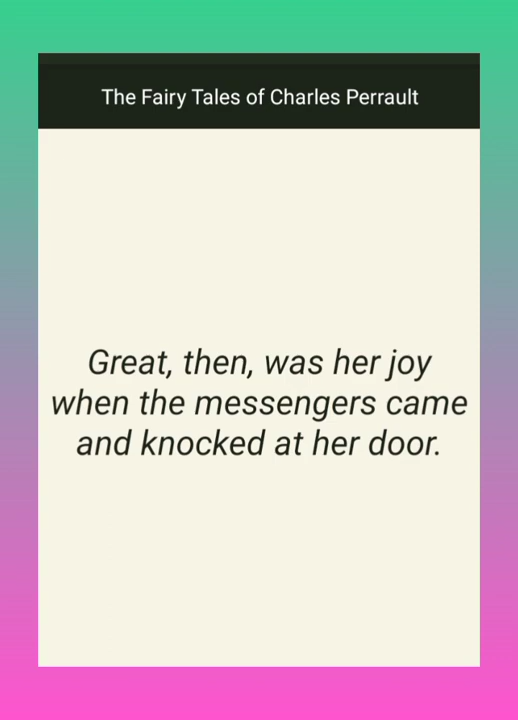 The Fairy Tales of Charles Perrault
Great, then, was her joy
when the messengers came
and knocked at her door.